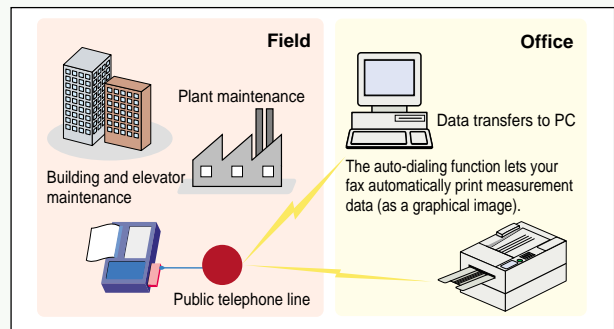 Field
Plant maintenance
Building and elevator
maintenance
Public telephone line
Office
Data transfers to PC
The auto-dialing function lets your
fax automatically print measurement
data (as a graphical image).